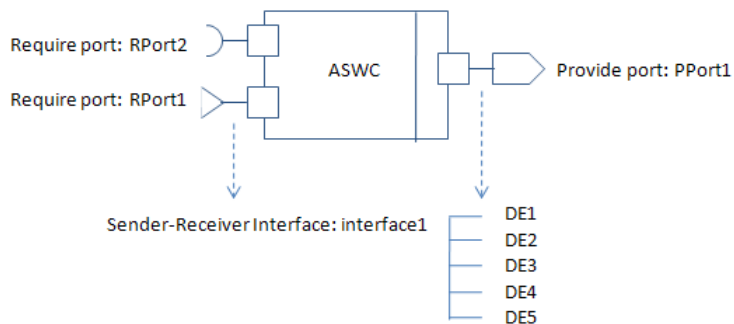 Require port: RPort2
ASWC
Provide port: PPort1
Require port: RPort1
Sender-Receiver Interface: interface1
DE1
DE2
DE3
DE4
DE5